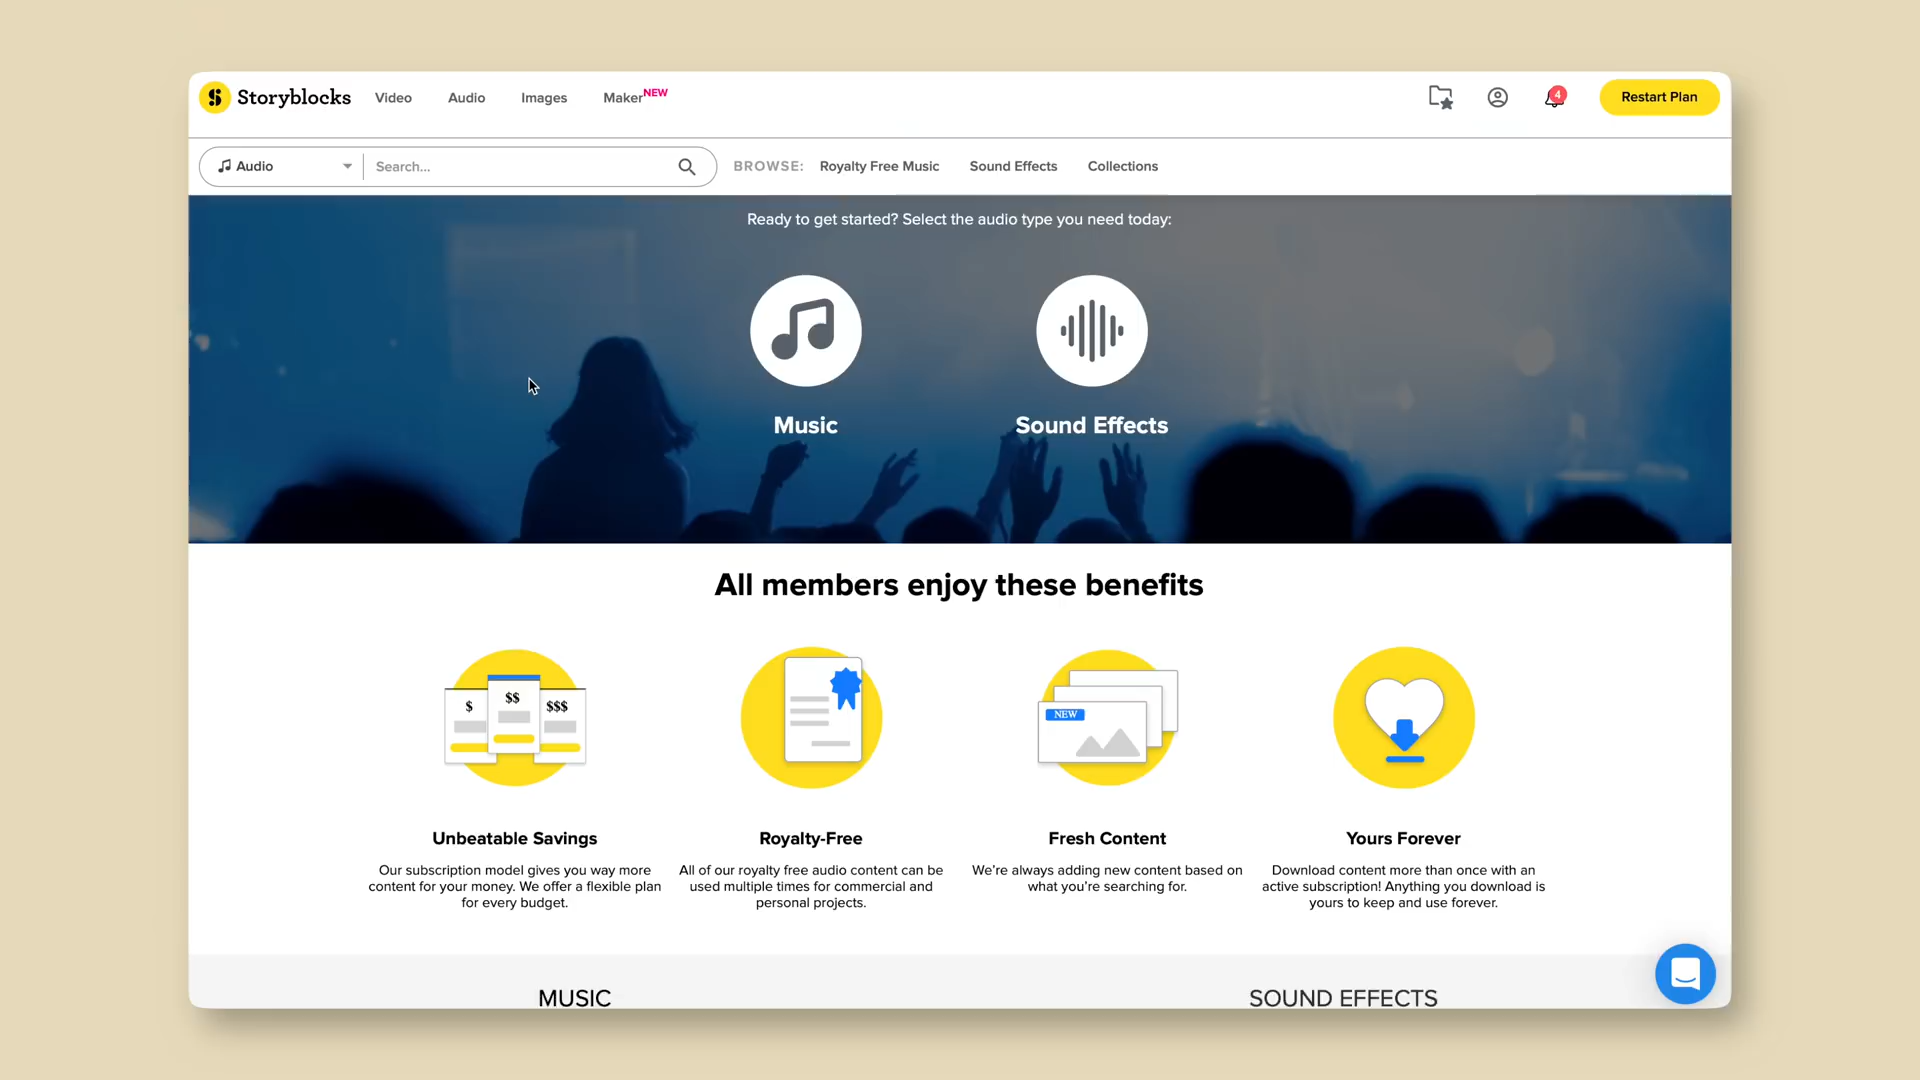 Storyblocks
Video Audio Images Maker NEW
4
Restart Plan
Audio Search... BROWSE: Royalty Free Music Sound Effects Collections
Ready to get started? Select the audio type you need today:
Music Sound Effects
All members enjoy these benefits
$ $$ $$$
NEW
Unbeatable Savings
Our subscription model gives you way more
content for your money. We offer a flexible plan
for every budget.
Royalty-Free
All of our royalty free audio content can be
used multiple times for commercial and
personal projects.
Fresh Content
We're always adding new content based on
what you're searching for.
Yours Forever
Download content more than once with an
active subscription! Anything you download is
yours to keep and use forever.
MUSIC SOUND EFFECTS